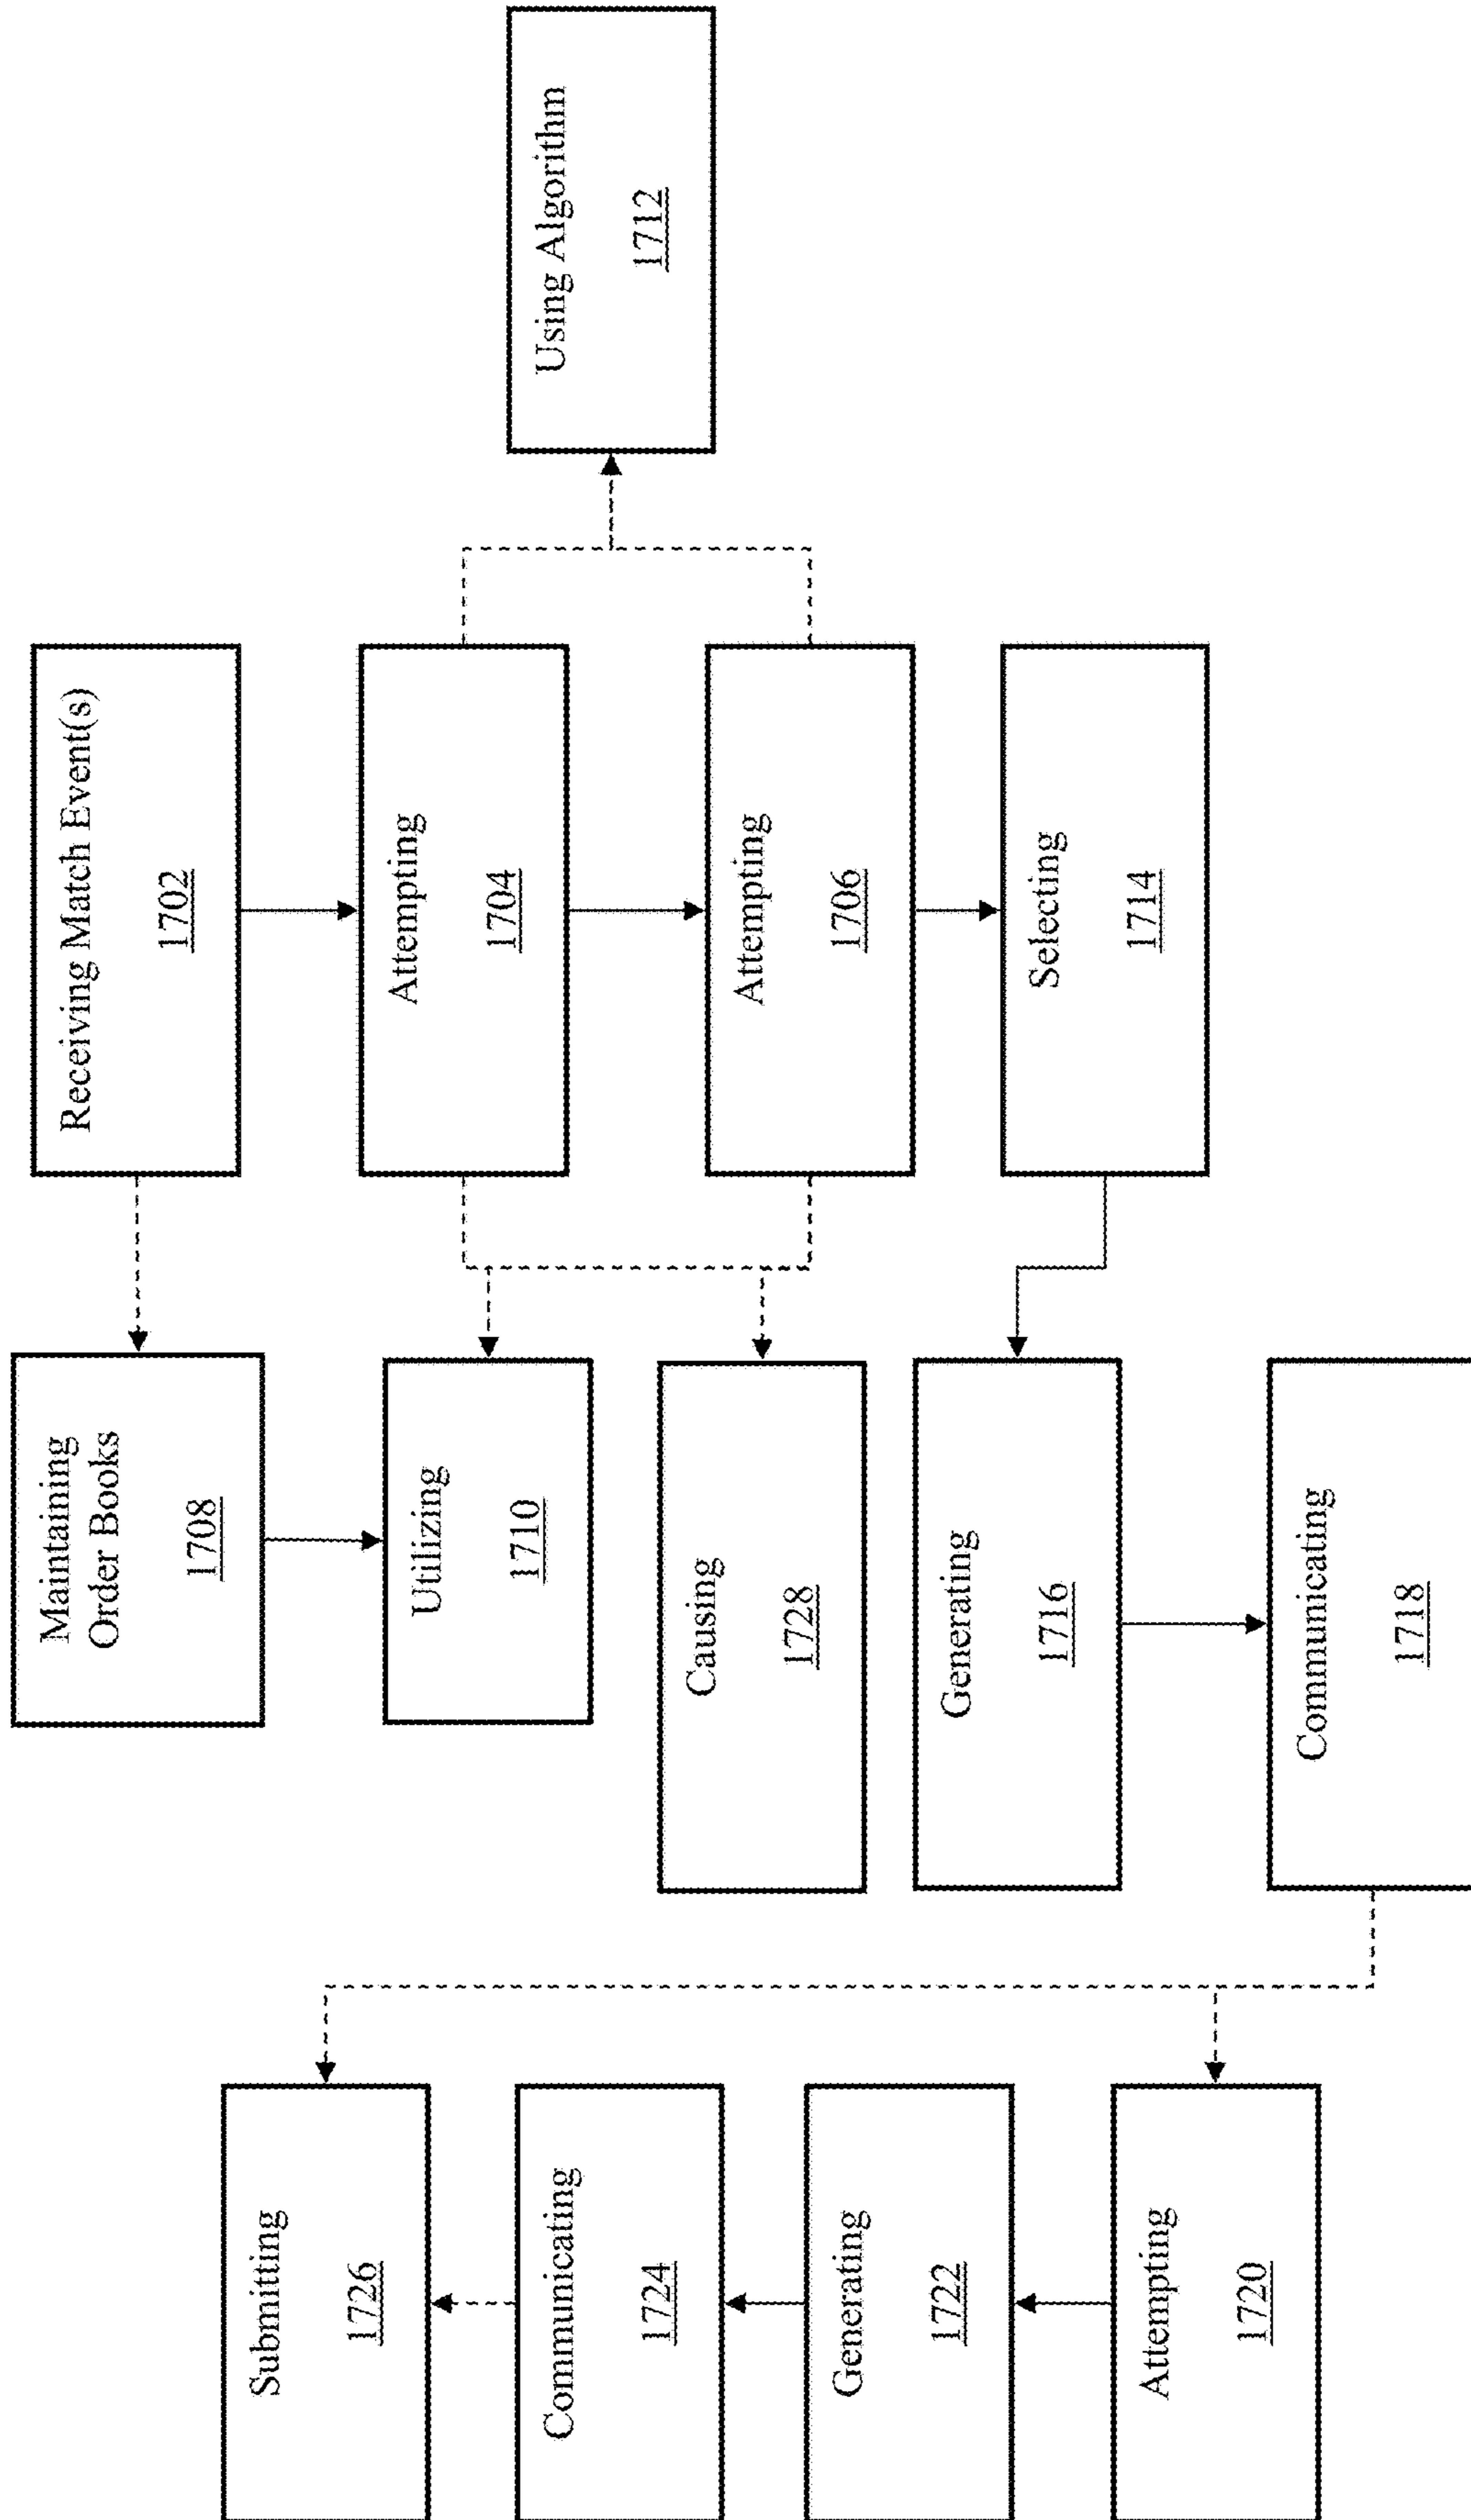 Receiving Match Event(s)
1702
Attempting
1704
Attempting
1706
Selecting
1714
Using Algorithm
1712
Maintaining
Order Books
1708
Utilizing
1710
Causing
1728
Generating
1716
Communicating
1718
Submitting
1726
Communicating
1724
Generating
1722
Attempting
1720